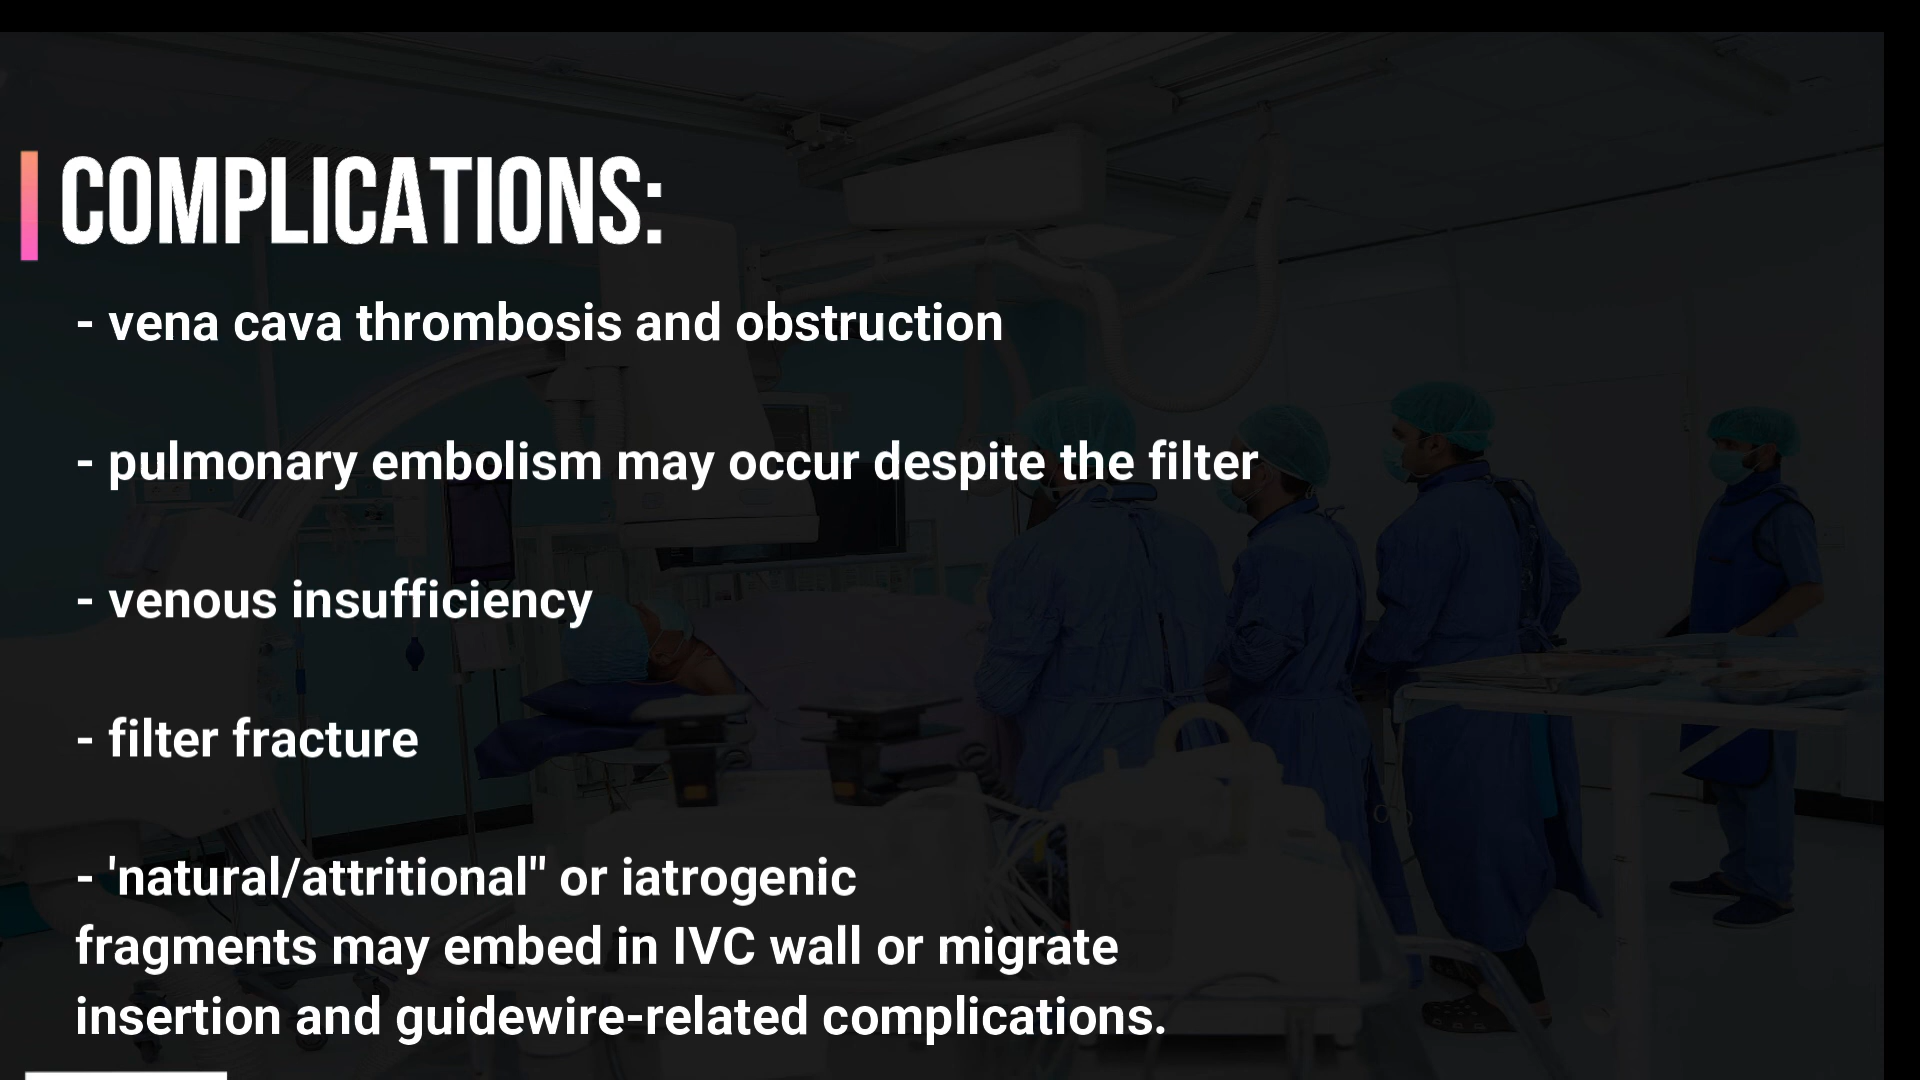 COMPLICATIONS:
- vena cava thrombosis and obstruction
- pulmonary embolism may occur despite the filter
- venous insufficiency
- filter fracture
- 'natural/attritional" or iatrogenic
fragments may embed in IVC wall or migrate
insertion and guidewire-related complications.